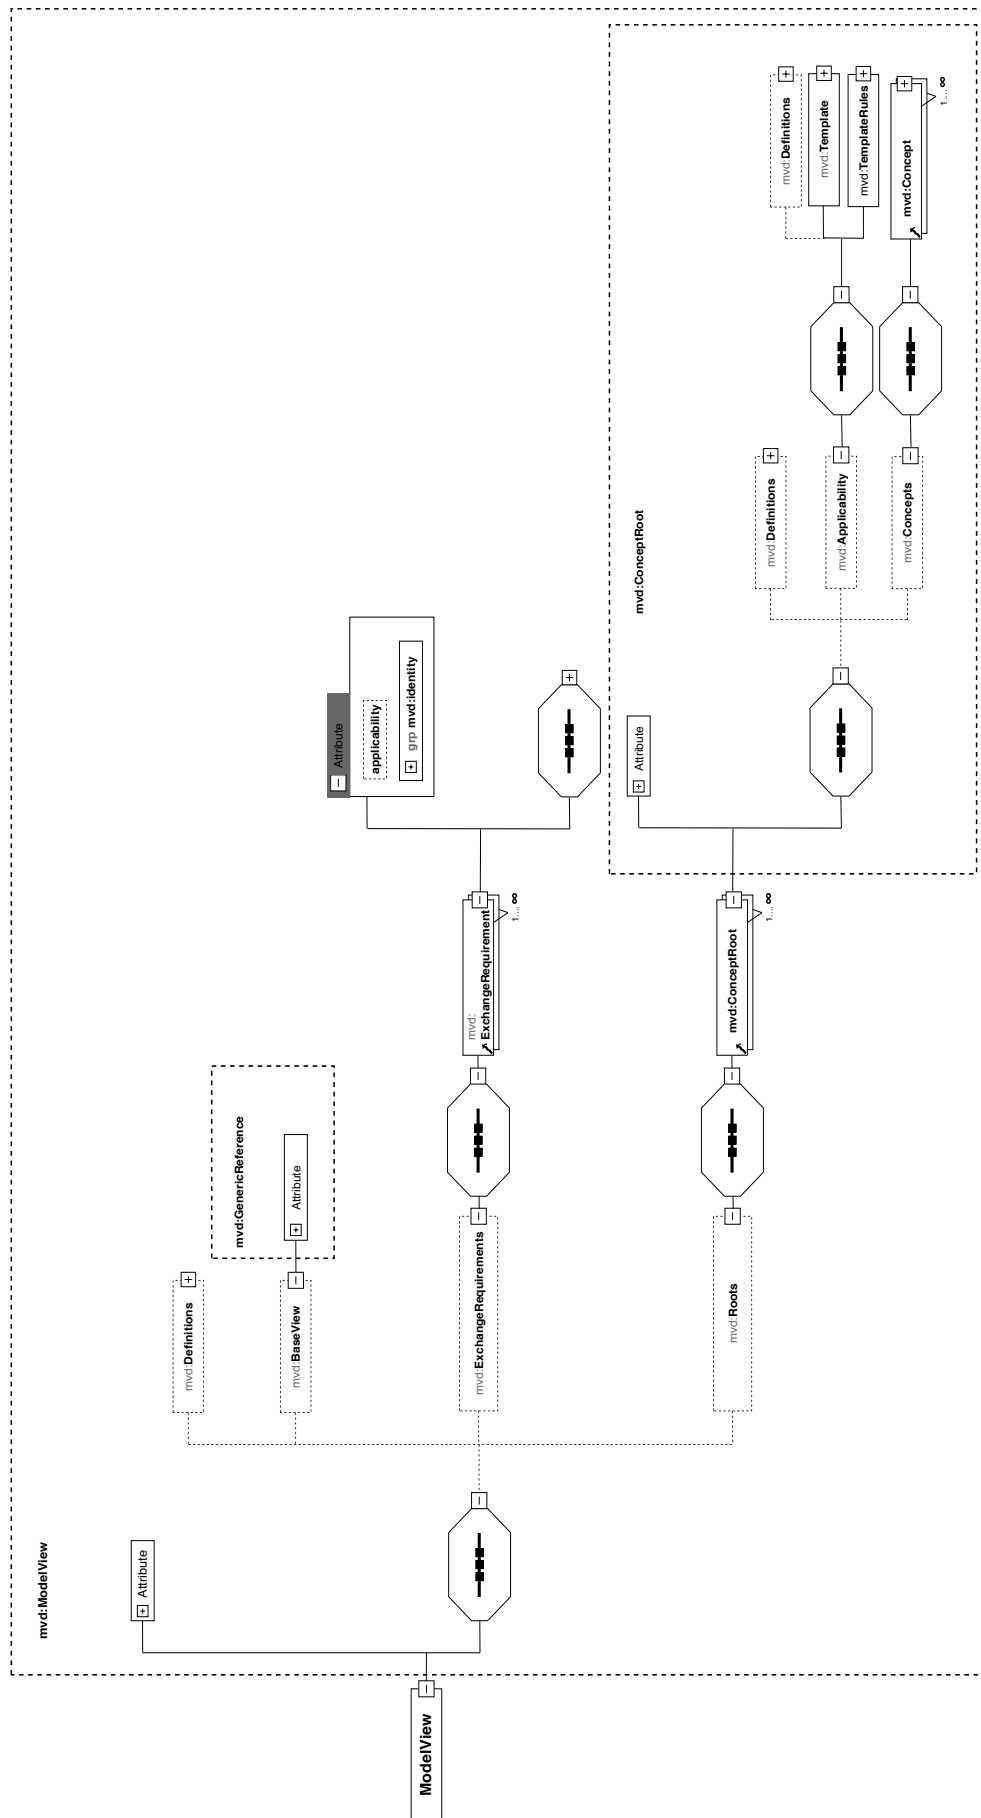 mvd:ModelView
ModelView
⊞ Attribute
mvd:Definitions
mvd:BaseView
mvd:GenericReference
⊞ Attribute
mvd:ExchangeRequirements
mvd:
ExchangeRequirement
1....∞
Attribute
applicability
grp mvd:identity
mvd:Roots
mvd:ConceptRoot
1....∞
mvd:ConceptRoot
⊞ Attribute
mvd:Definitions
mvd:Applicability
mvd:Concepts
mvd:Definitions
mvd:Template
mvd:TemplateRules
mvd:Concept
1....∞